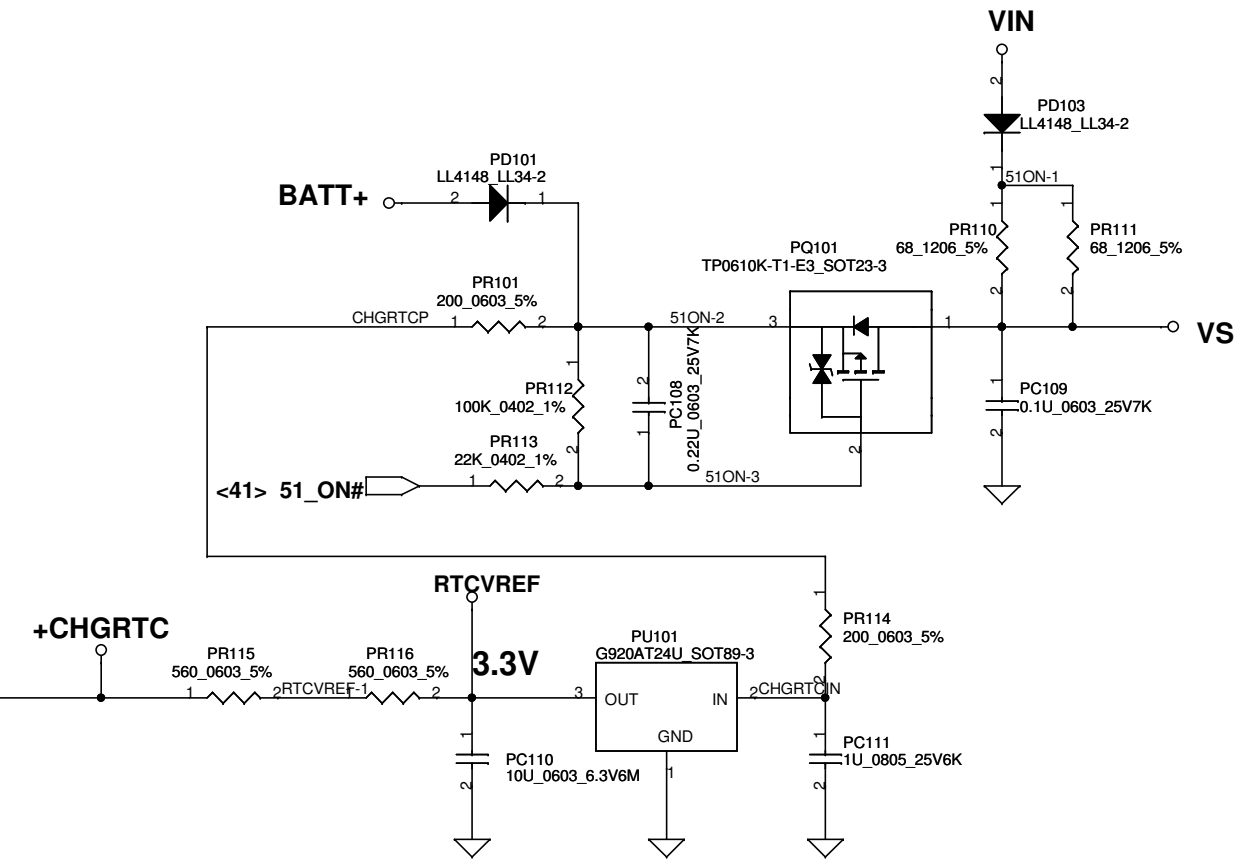 VIN
2
PD103
LL4148_LL34-2
1
51ON-1
PD101
LL4148_LL34-2
BATT+
2
1
1
1
PR110
68_1206_5%
PR111
68_1206_5%
2
2
PQ101
TP0610K-T1-E3_SOT23-3
PR101
200_0603_5%
CHGRTCP
1
2
51ON-2
3
1
VS
1
PR112
100K_0402_1%
2
2
PC108
0.22U_0603_25V7K
1
1
PC109
0.1U_0603_25V7K
2
PR113
22K_0402_1%
2
<41> 51_ON#
1
2
51ON-3
RTCVREF
1
PR114
200_0603_5%
2
+CHGRTC
PR115
560_0603_5%
PR116
560_0603_5%
3.3V
PU101
G920AT24U_SOT89-3
1
2
RTCVREF-1
1
2
3
OUT
IN
2
CHGRTCIN
GND
1
PC110
10U_0603_6.3V6M
2
1
1
PC111
1U_0805_25V6K
2